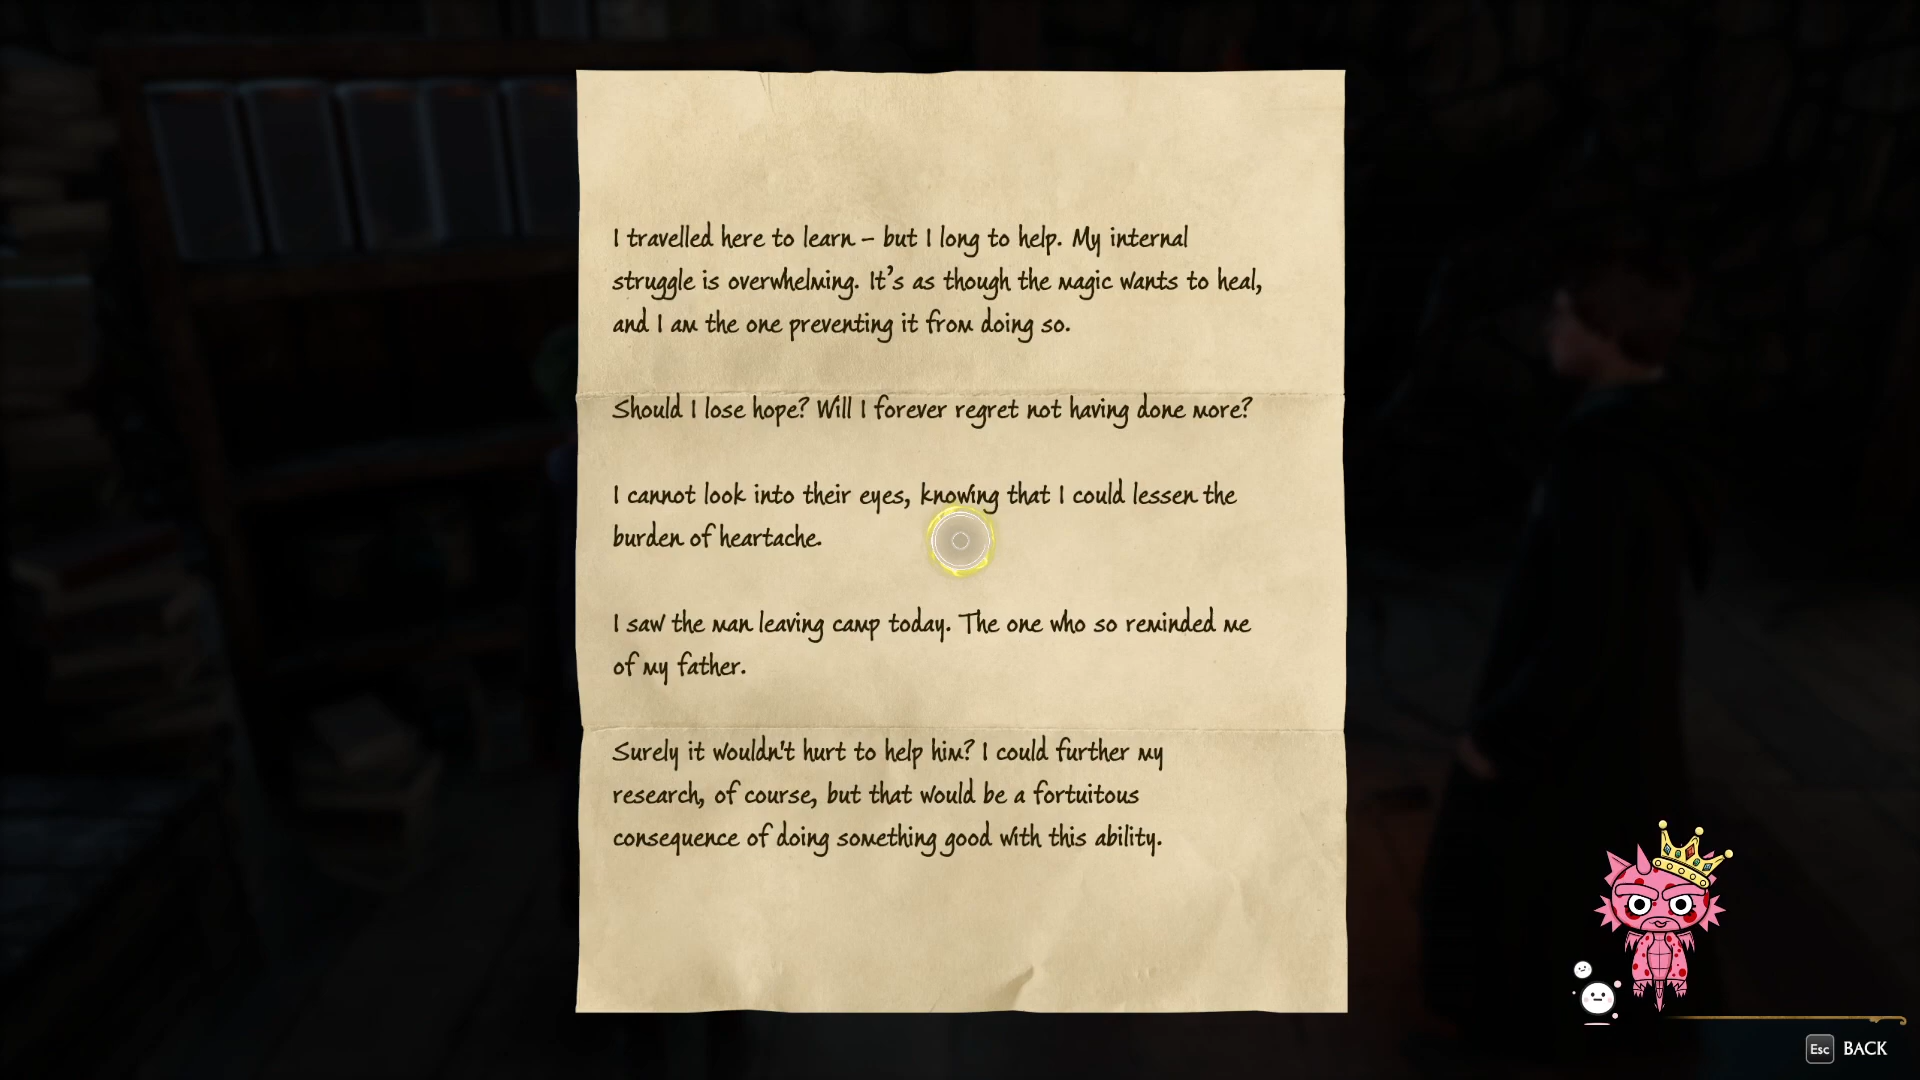 I travelled here to learn – but I long to help. My internal
struggle is overwhelming. It’s as though the magic wants to heal,
and I am the one preventing it from doing so.
Should I lose hope? Will I forever regret not having done more?
I cannot look into their eyes, knowing that I could lessen the
burden of heartache.
I saw the man leaving camp today. The one who so reminded me
of my father.
Surely it wouldn't hurt to help him? I could further my
research, of course, but that would be a fortuitous
consequence of doing something good with this ability.
Esc BACK